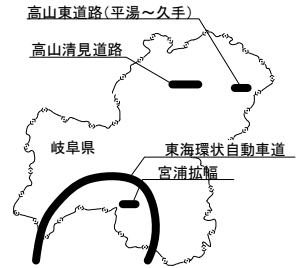 高山東道路（平湯～久手）
高山清見道路
岐阜県
東海環状自動車道
宮浦拡幅